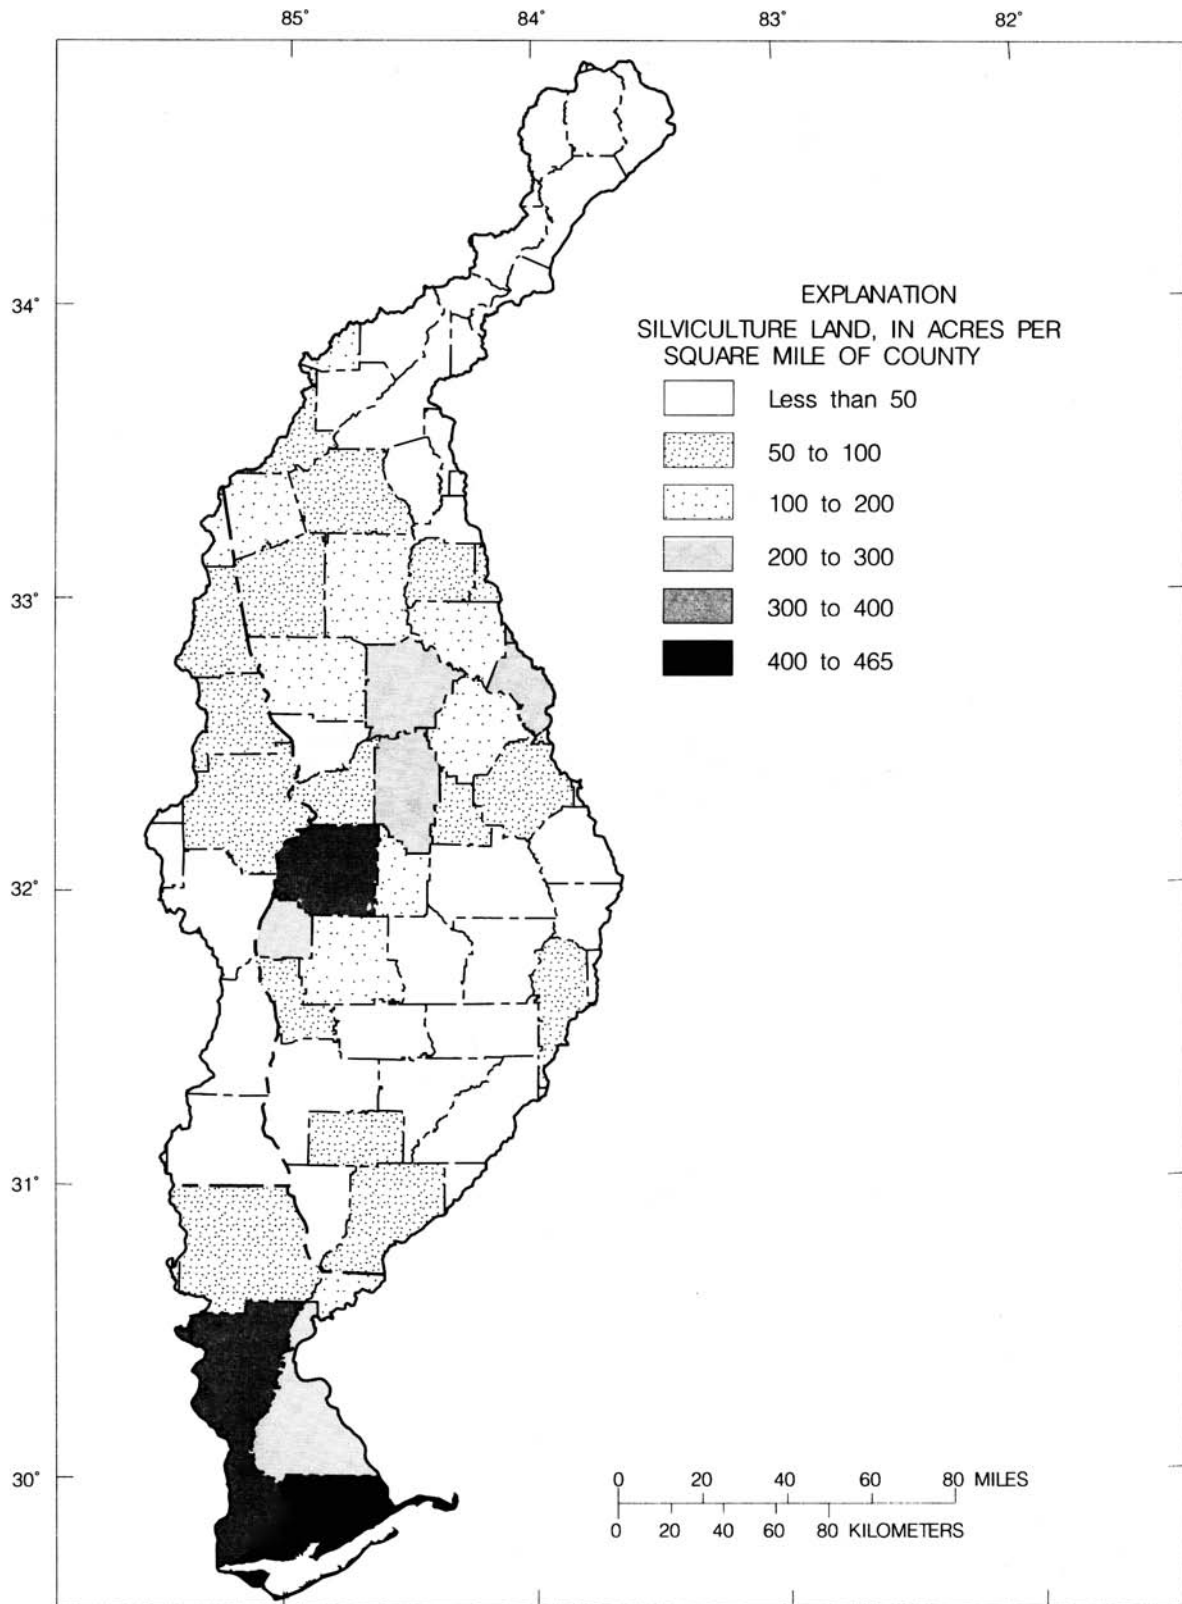 85° 84° 83° 82°
34°
EXPLANATION
SILVICULTURE LAND, IN ACRES PER
SQUARE MILE OF COUNTY
Less than 50
50 to 100
100 to 200
200 to 300
300 to 400
400 to 465
33°
32°
31°
30°
0 20 40 60 80 MILES
0 20 40 60 80 KILOMETERS